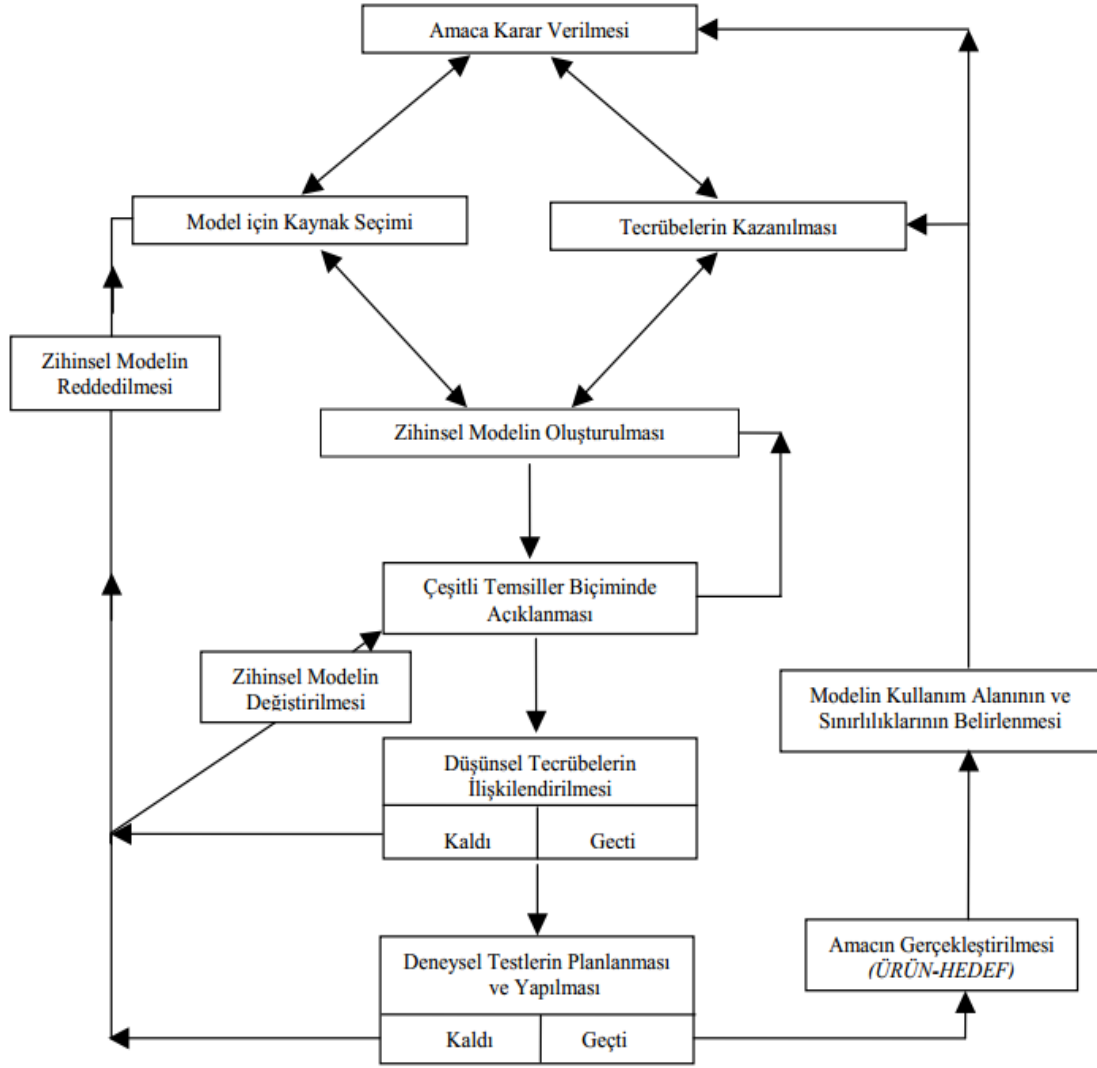 Amaca Karar Verilmesi
Model için Kaynak Seçimi
Tecrübelerin Kazanılması
Zihinsel Modelin
Reddedilmesi
Zihinsel Modelin Oluşturulması
Çeşitli Temsiller Biçiminde
Açıklanması
Zihinsel Modelin
Değiştirilmesi
Modelin Kullanım Alanının ve
Sınırlılıklarının Belirlenmesi
Düşünsel Tecrübelerin
İlişkilendirilmesi
Kaldı
Gecti
Amacın Gerçekleştirilmesi
(ÜRÜN-HEDEF)
Deneysel Testlerin Planlanması
ve Yapılması
Kaldı
Geçti